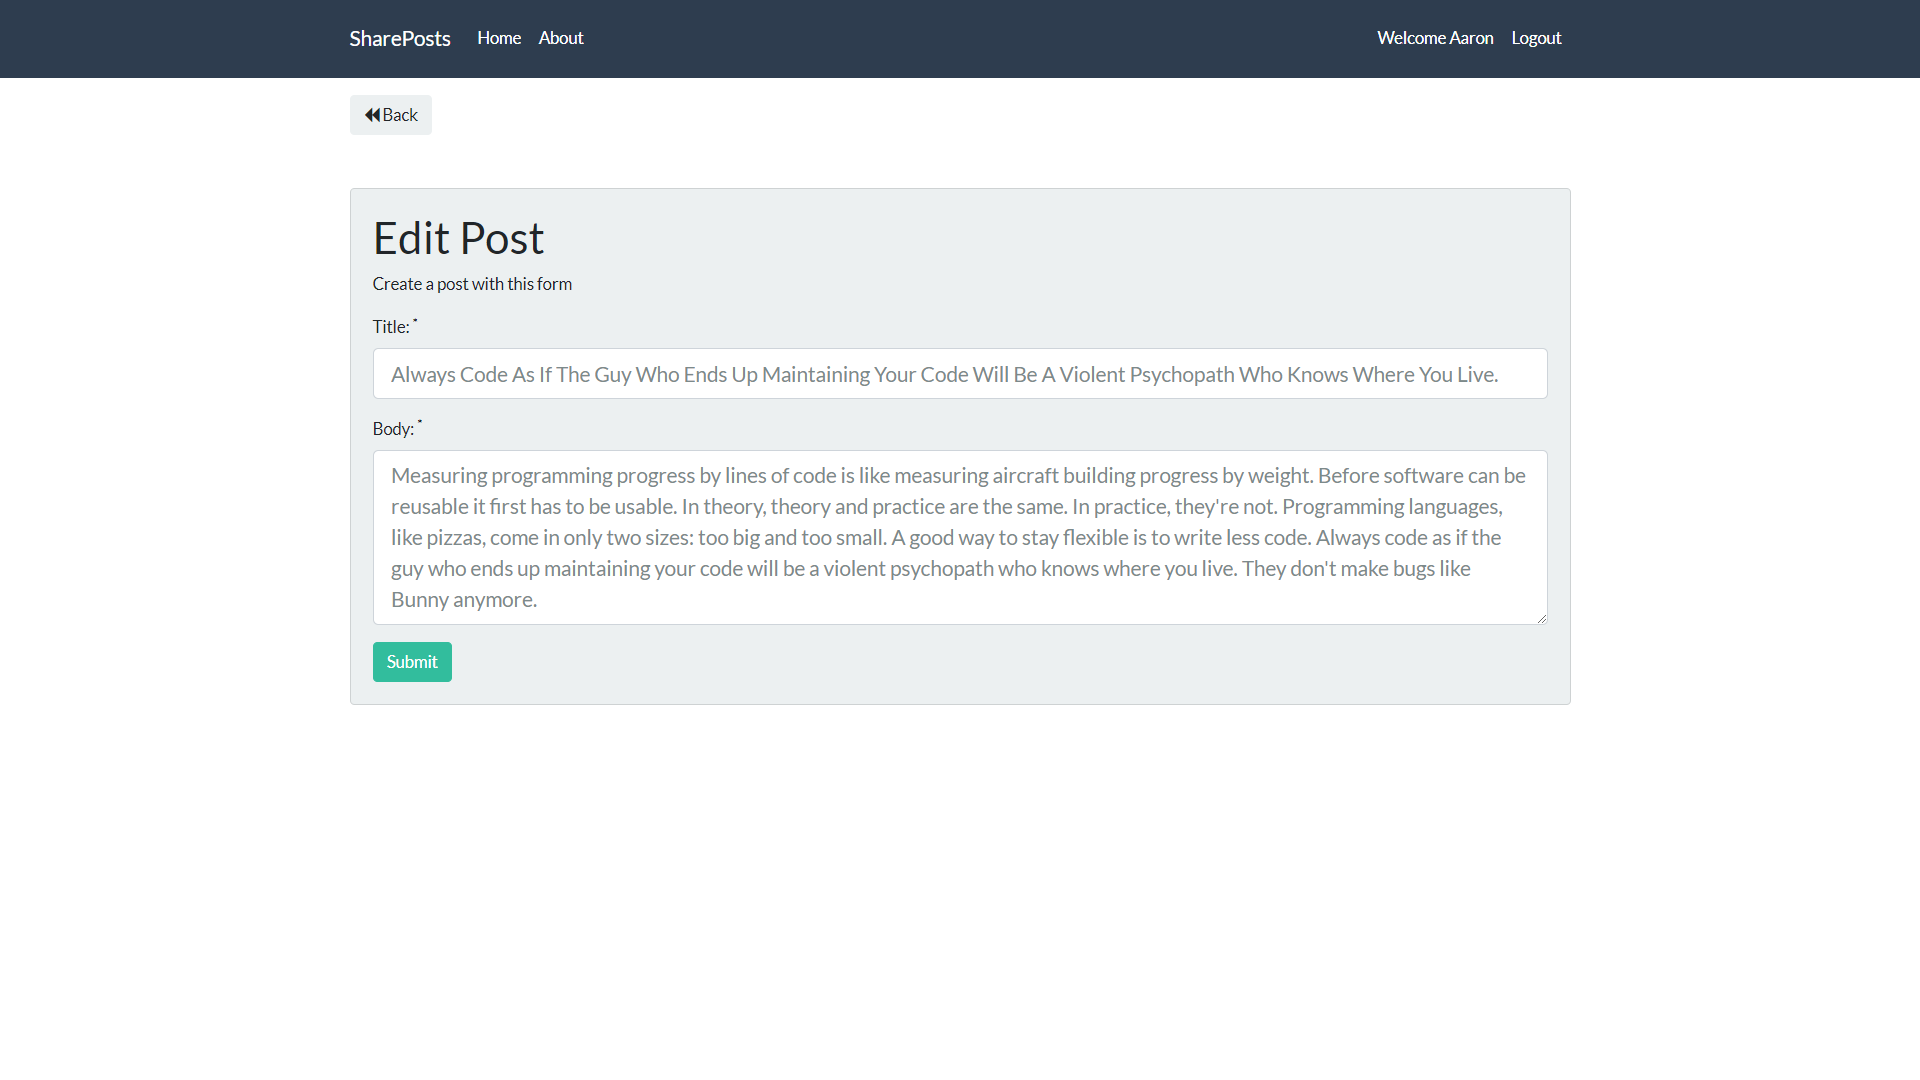 SharePosts Home About Welcome Aaron Logout
Back
Edit Post
Create a post with this form
Title: *
Always Code As If The Guy Who Ends Up Maintaining Your Code Will Be A Violent Psychopath Who Knows Where You Live.
Body: *
Measuring programming progress by lines of code is like measuring aircraft building progress by weight. Before software can be
reusable it first has to be usable. In theory, theory and practice are the same. In practice, they're not. Programming languages,
like pizzas, come in only two sizes: too big and too small. A good way to stay flexible is to write less code. Always code as if the
guy who ends up maintaining your code will be a violent psychopath who knows where you live. They don't make bugs like
Bunny anymore.
Submit